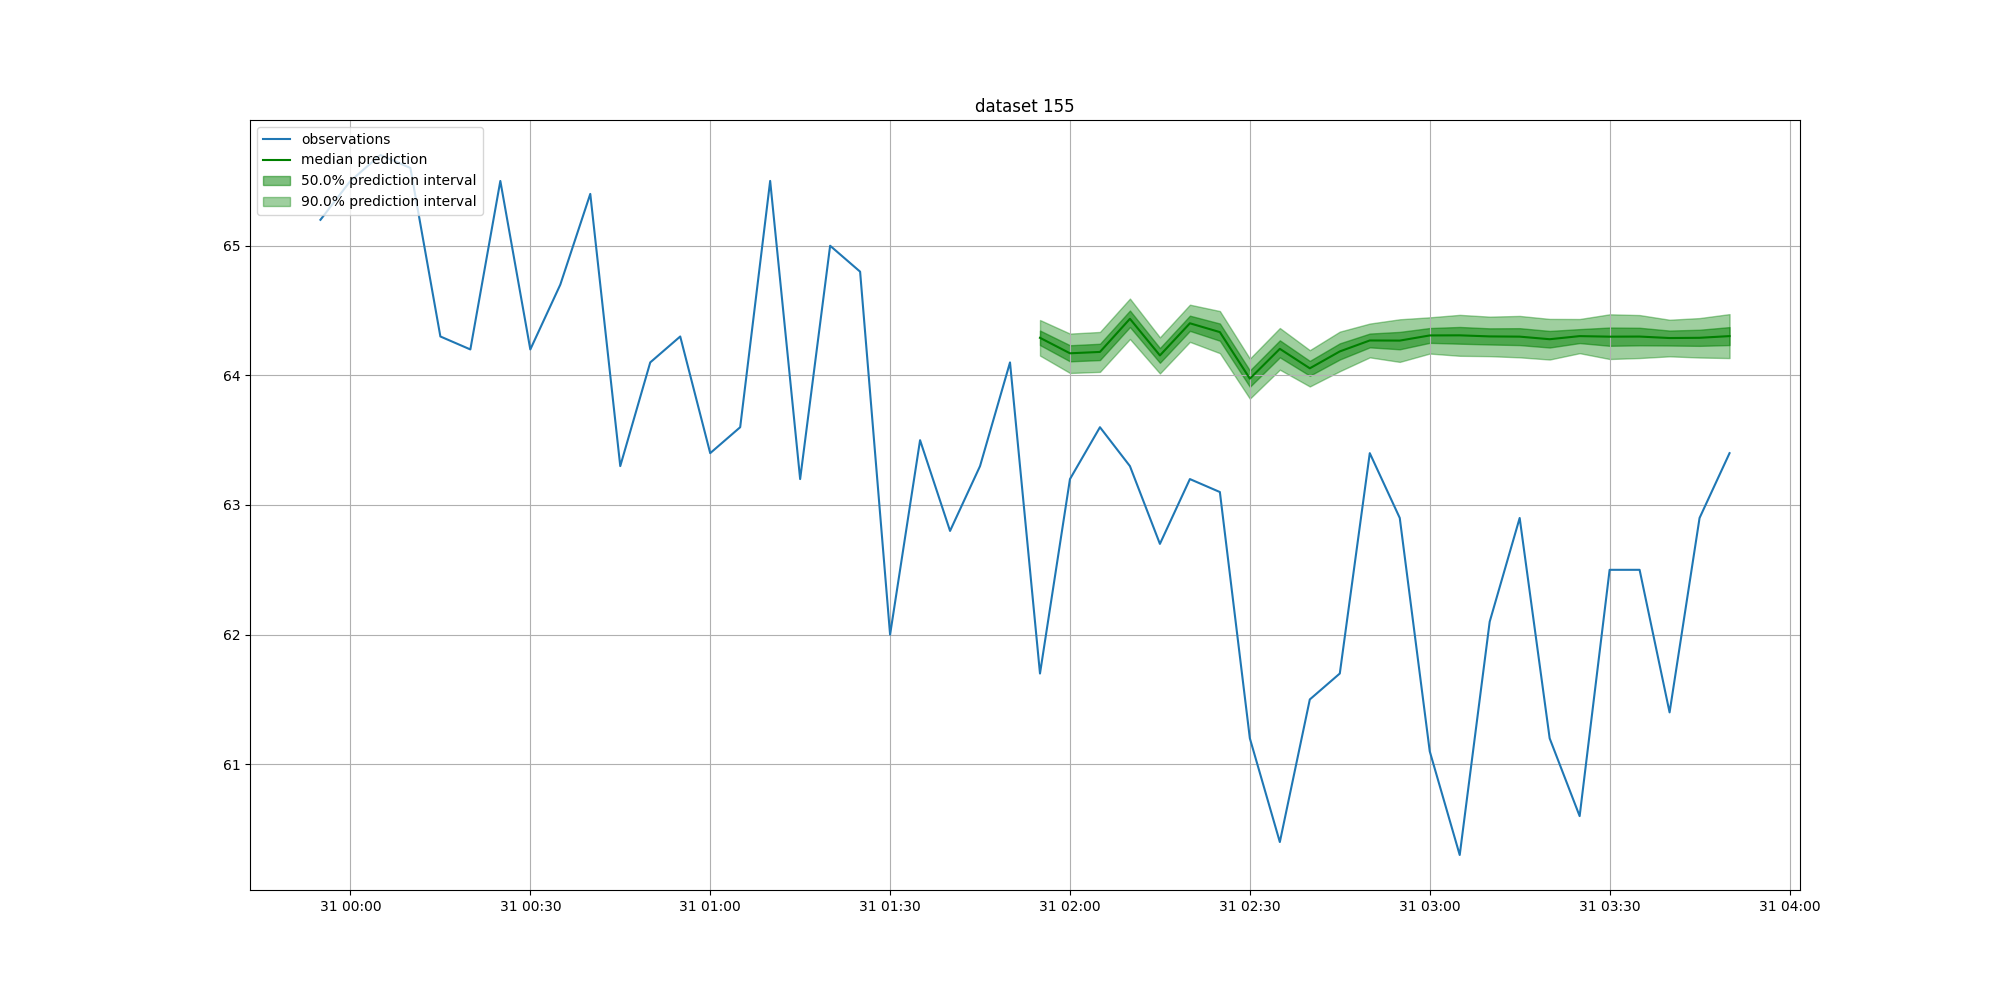 dataset 155
observations
median prediction
50.0% prediction interval
90.0% prediction interval
65
64
63
62
61
31 00:00 31 00:30 31 01:00 31 01:30 31 02:00 31 02:30 31 03:00 31 03:30 31 04:00